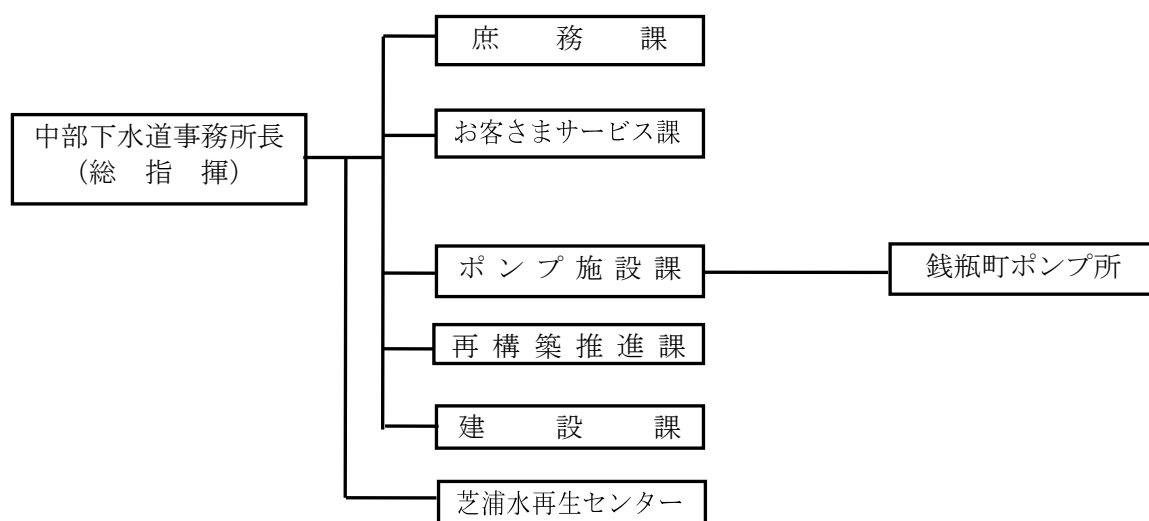 庶務課
中部下水道事務所長
（総指揮）
お客さまサービス課
ポンプ施設課
銭瓶町ポンプ所
再構築推進課
建設課
芝浦水再生センター